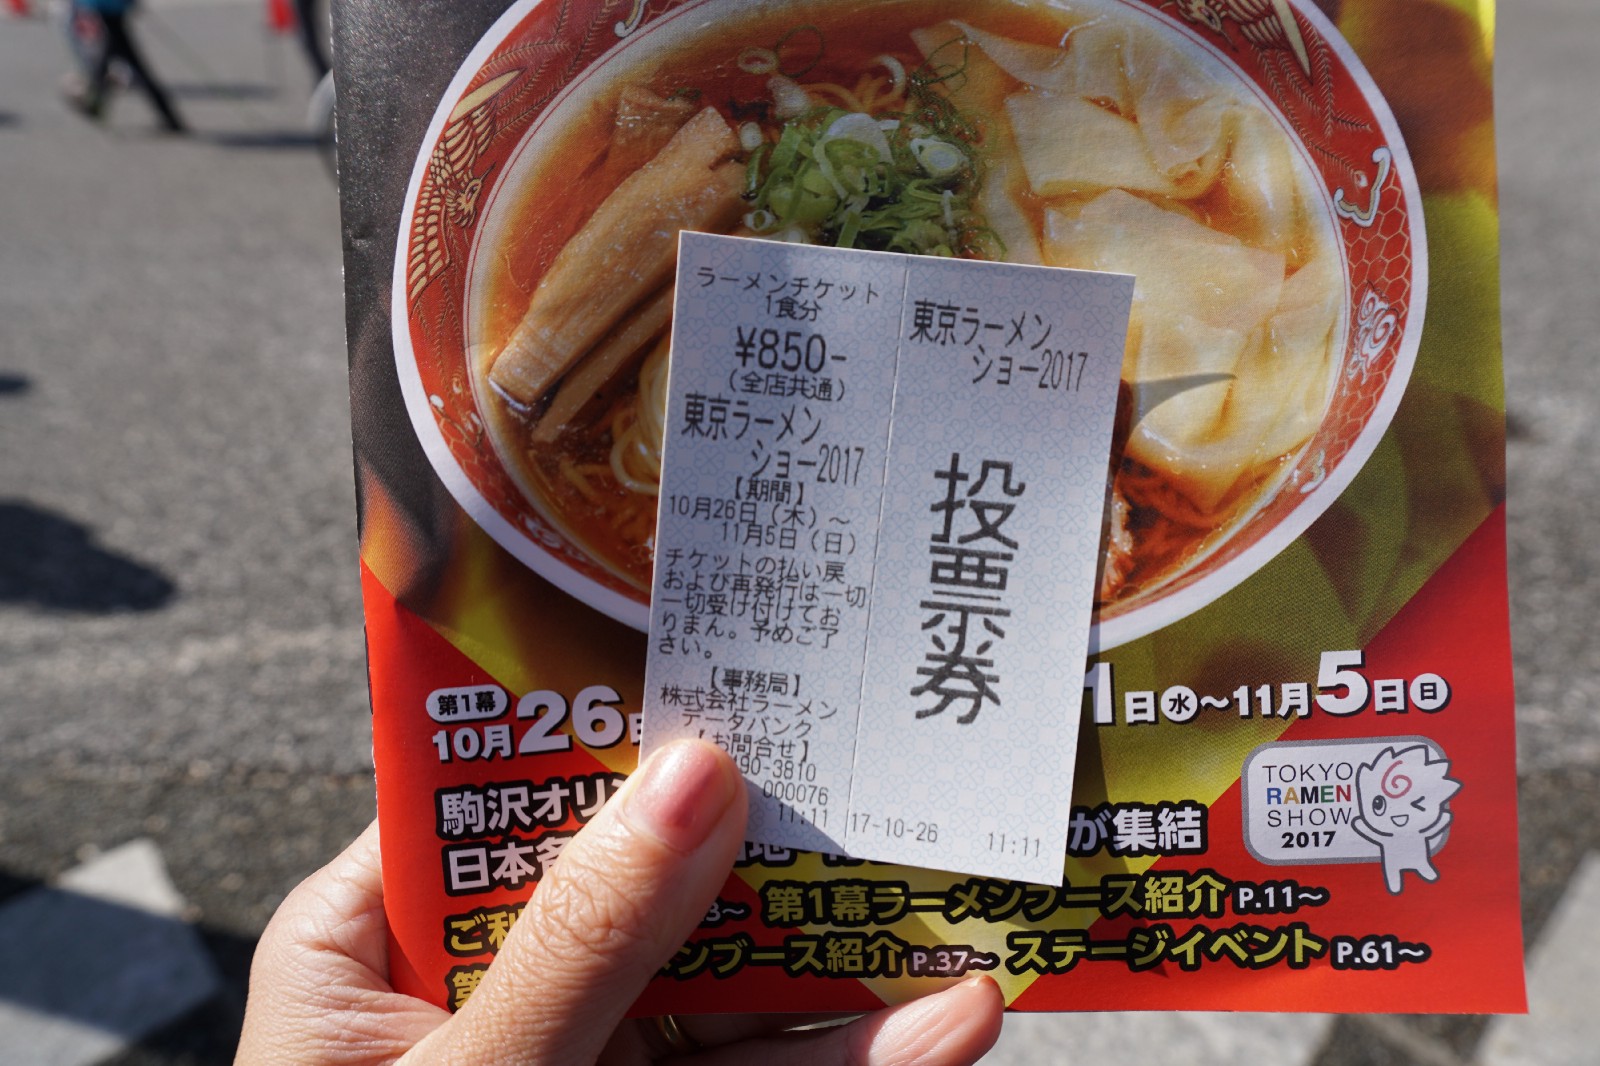 ラーメンチケット
1食分
¥850-
(全店共通)
東京ラーメン
ショー2017
【期間】
10月26日(木)~
11月5日(日)
チケットの払い戻
および再発行は一切
一切受け付けてお
りまん。予めご了
さい。
【事務局】
株式会社ラーメン
データバンク
【お問合せ】
490-3810
000076
11:11
東京ラーメン
ショー2017
投票券
17-10-26 11:11
第1幕
10月26日
1日水~11月5日日
駒沢オリ
日本各 が集結
TOKYO
RAMEN
SHOW
2017
ご利 3~ 第1幕ラーメンブース紹介 P.11~
第 メンブース紹介 P.37~ ステージイベント P.61~